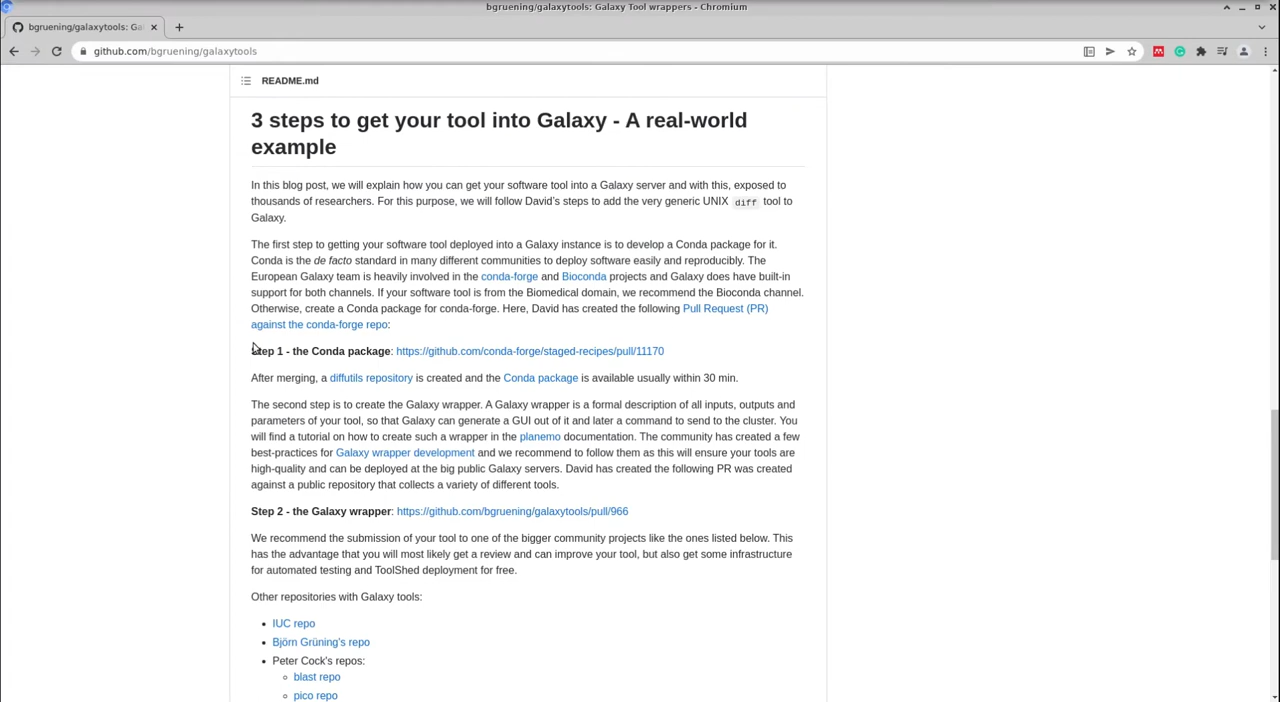 bgruening/galaxytools: Galaxy Tool wrappers - Chromium
bgruening/galaxytools: Ga
github.com/bgruening/galaxytools
README.md
3 steps to get your tool into Galaxy - A real-world
example
In this blog post, we will explain how you can get your software tool into a Galaxy server and with this, exposed to
thousands of researchers. For this purpose, we will follow David's steps to add the very generic UNIX diff tool to
Galaxy.
The first step to getting your software tool deployed into a Galaxy instance is to develop a Conda package for it.
Conda is the de facto standard in many different communities to deploy software easily and reproducibly. The
European Galaxy team is heavily involved in the conda-forge and Bioconda projects and Galaxy does have built-in
support for both channels. If your software tool is from the Biomedical domain, we recommend the Bioconda channel.
Otherwise, create a Conda package for conda-forge. Here, David has created the following Pull Request (PR)
against the conda-forge repo:
Step 1 - the Conda package: https://github.com/conda-forge/staged-recipes/pull/11170
After merging, a diffutils repository is created and the Conda package is available usually within 30 min.
The second step is to create the Galaxy wrapper. A Galaxy wrapper is a formal description of all inputs, outputs and
parameters of your tool, so that Galaxy can generate a GUI out of it and later a command to send to the cluster. You
will find a tutorial on how to create such a wrapper in the planemo documentation. The community has created a few
best-practices for Galaxy wrapper development and we recommend to follow them as this will ensure your tools are
high-quality and can be deployed at the big public Galaxy servers. David has created the following PR was created
against a public repository that collects a variety of different tools.
Step 2 - the Galaxy wrapper: https://github.com/bgruening/galaxytools/pull/966
We recommend the submission of your tool to one of the bigger community projects like the ones listed below. This
has the advantage that you will most likely get a review and can improve your tool, but also get some infrastructure
for automated testing and ToolShed deployment for free.
Other repositories with Galaxy tools:
IUC repo
Björn Grüning's repo
Peter Cock's repos:
blast repo
pico repo